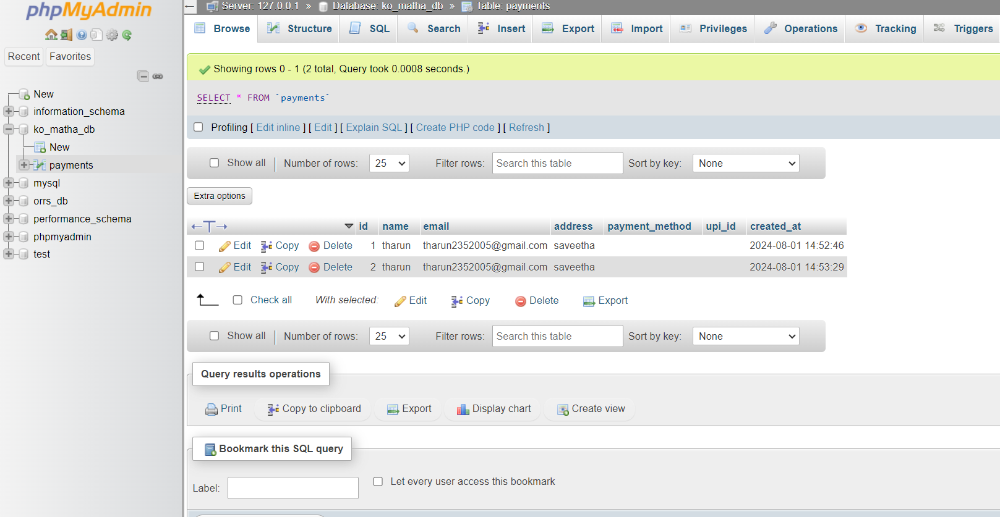 phpMyAdmin
Recent Favorites
New
information_schema
ko_matha_db
New
payments
mysql
orrs_db
performance_schema
phpmyadmin
test
Server: 127.0.0.1 » Database: ko_matha_db » Table: payments
Browse Structure SQL Search Insert Export Import Privileges Operations Tracking Triggers
Showing rows 0 - 1 (2 total, Query took 0.0008 seconds.)
SELECT * FROM `payments`
Profiling [ Edit inline ] [ Edit ] [ Explain SQL ] [ Create PHP code ] [ Refresh ]
Show all Number of rows: 25 Filter rows: Search this table Sort by key: None
Extra options
id name email address payment_method upi_id created_at
Edit Copy Delete 1 tharun tharun2352005@gmail.com saveetha 2024-08-01 14:52:46
Edit Copy Delete 2 tharun tharun2352005@gmail.com saveetha 2024-08-01 14:53:29
Check all With selected: Edit Copy Delete Export
Show all Number of rows: 25 Filter rows: Search this table Sort by key: None
Query results operations
Print Copy to clipboard Export Display chart Create view
Bookmark this SQL query
Label: Let every user access this bookmark